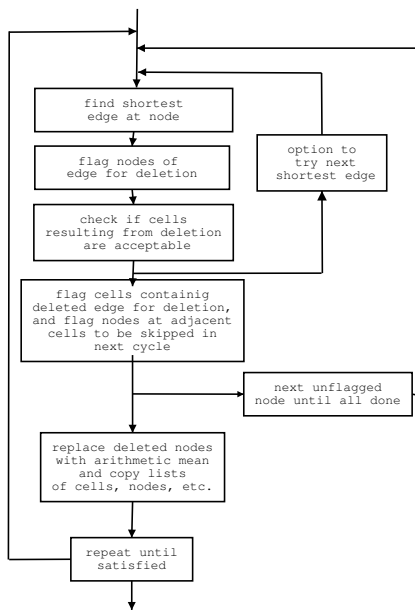 find shortest
edge at node
flag nodes of
edge for deletion
option to
try next
shortest edge
check if cells
resulting from deletion
are acceptable
flag cells containig
deleted edge for deletion,
and flag nodes at adjacent
cells to be skipped in
next cycle
next unflagged
node until all done
replace deleted nodes
with arithmetic mean
and copy lists
of cells, nodes, etc.
repeat until
satisfied